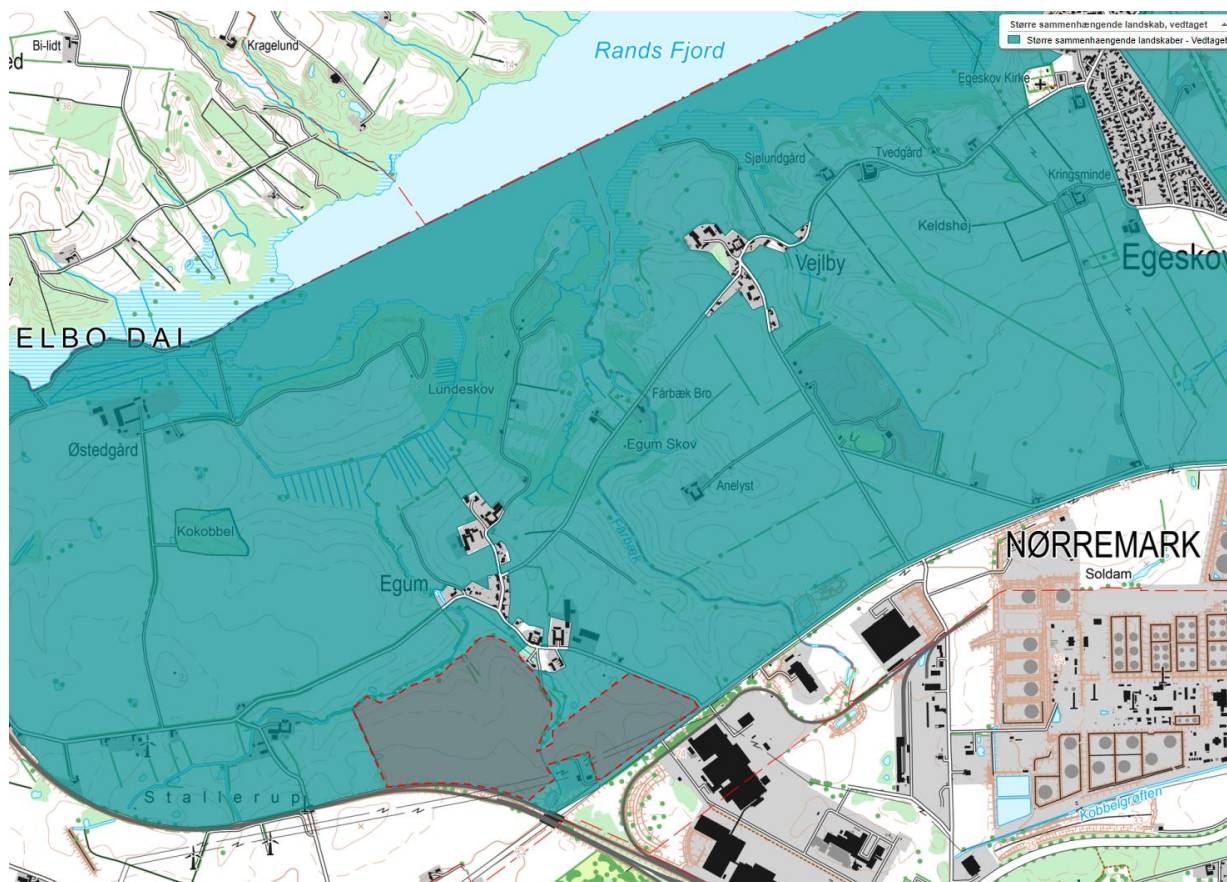 Større sammenhængende landskab, vedtaget
Større sammenhaengende landskaber - Vedtaget
Bi-lidt
Kragelund
Rands Fjord
Egeskov Kirke
Tvedgård
Sjølundgård
Kringsminde
Keldshøj
Vejlby
Egeskov
ELBO DAL
Lundeskov
Fårbæk Bro
Østedgård
Egum Skov
Anelyst
Kokobbel
Fårbæk
NØRREMARK
Soldam
Egum
Stallerup
Kobbelgrøften